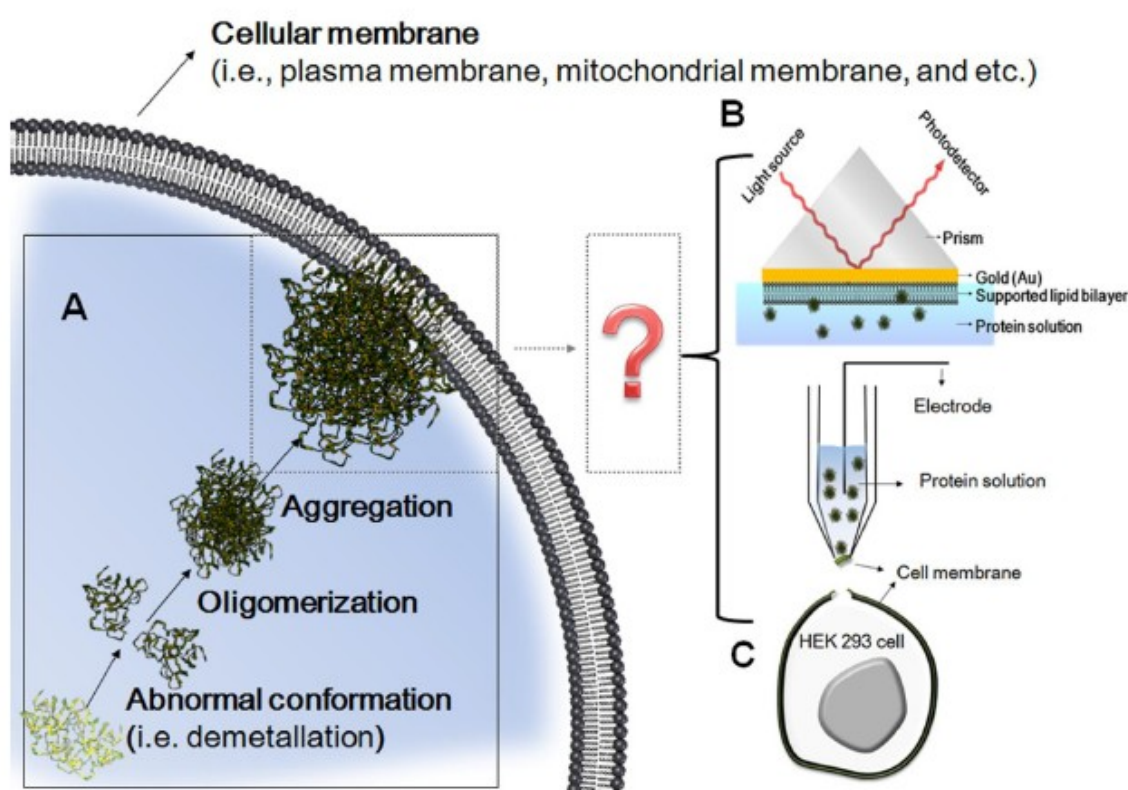 Cellular membrane
(i.e., plasma membrane, mitochondrial membrane, and etc.)
A
Aggregation
Oligomerization
Abnormal conformation
(i.e. demetallation)
?
B
Light source
Photodetector
Prism
Gold (Au)
Supported lipid bilayer
Protein solution
Electrode
Protein solution
Cell membrane
C
HEK 293 cell